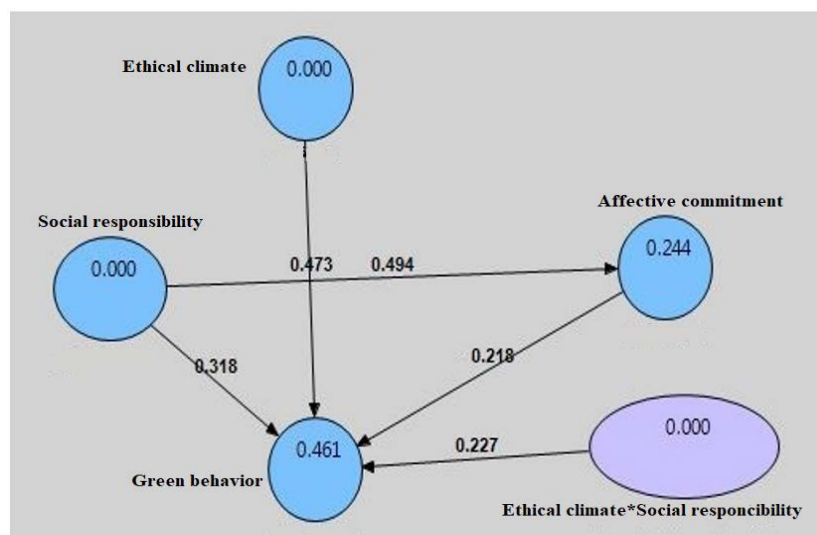 Ethical climate
0.000
Affective commitment
Social responsibility
0.244
0.000
0.473
0.494
0.318
0.218
0.000
0.227
0.461
Green behavior
Ethical climate*Social responcibility